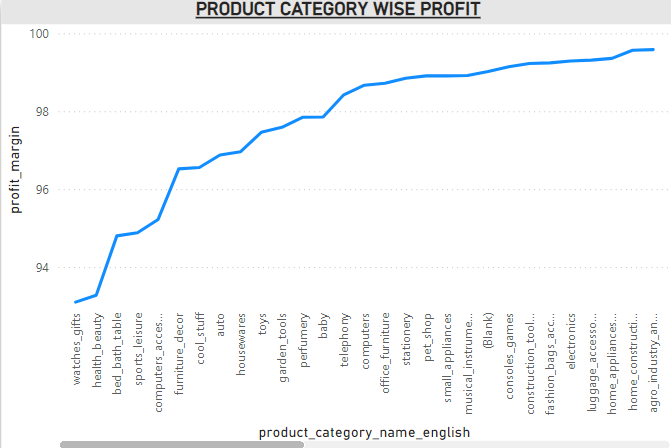 PRODUCT CATEGORY WISE PROFIT
100
98
96
94
profit_margin
watches_gifts
health_beauty
bed_bath_table
sports_leisure
computers_acces...
furniture_decor
cool_stuff
auto
housewares
toys
garden_tools
perfumery
baby
telephony
computers
office_furniture
stationery
pet_shop
small_appliances
musical_instrume...
(Blank)
consoles_games
construction_tool...
fashion_bags_acc...
electronics
luggage_accesso...
home_appliances...
home_constructi...
agro_industry_an...
product_category_name_english